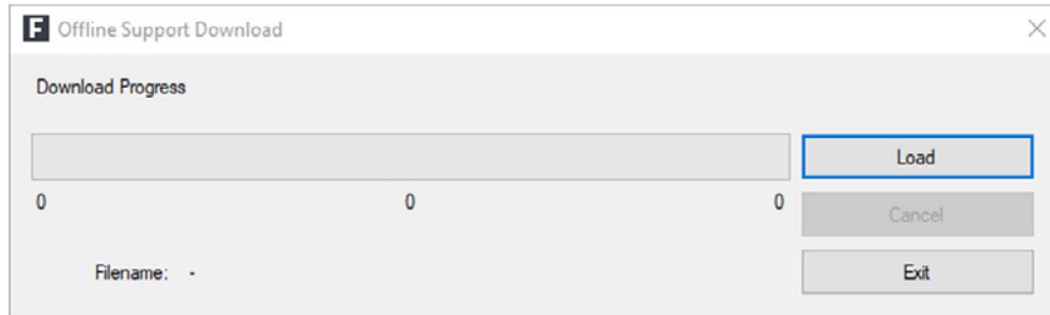 F Offline Support Download
Download Progress
Load
0 0 0
Cancel
Filename: -
Exit